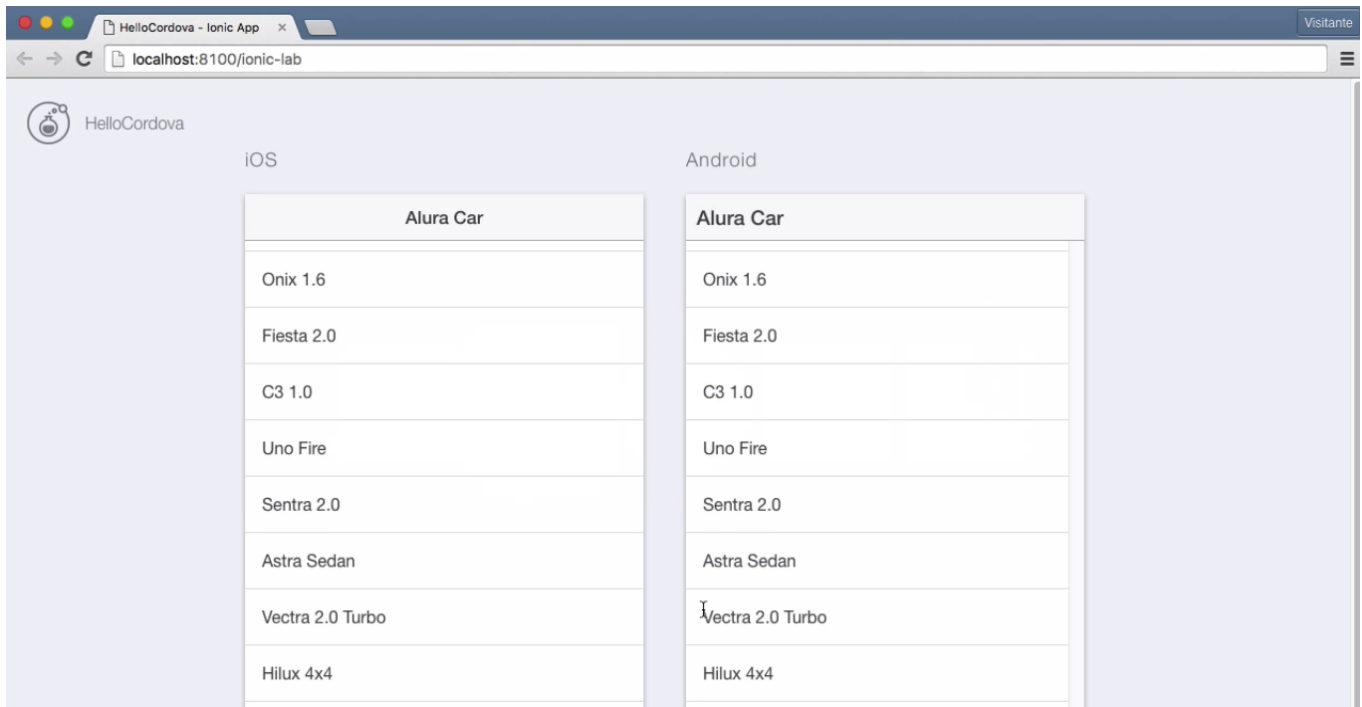 HelloCordova - Ionic App
Visitante
localhost:8100/ionic-lab
HelloCordova
iOS
Alura Car
Onix 1.6
Fiesta 2.0
C3 1.0
Uno Fire
Sentra 2.0
Astra Sedan
Vectra 2.0 Turbo
Hilux 4x4
Android
Alura Car
Onix 1.6
Fiesta 2.0
C3 1.0
Uno Fire
Sentra 2.0
Astra Sedan
Vectra 2.0 Turbo
Hilux 4x4